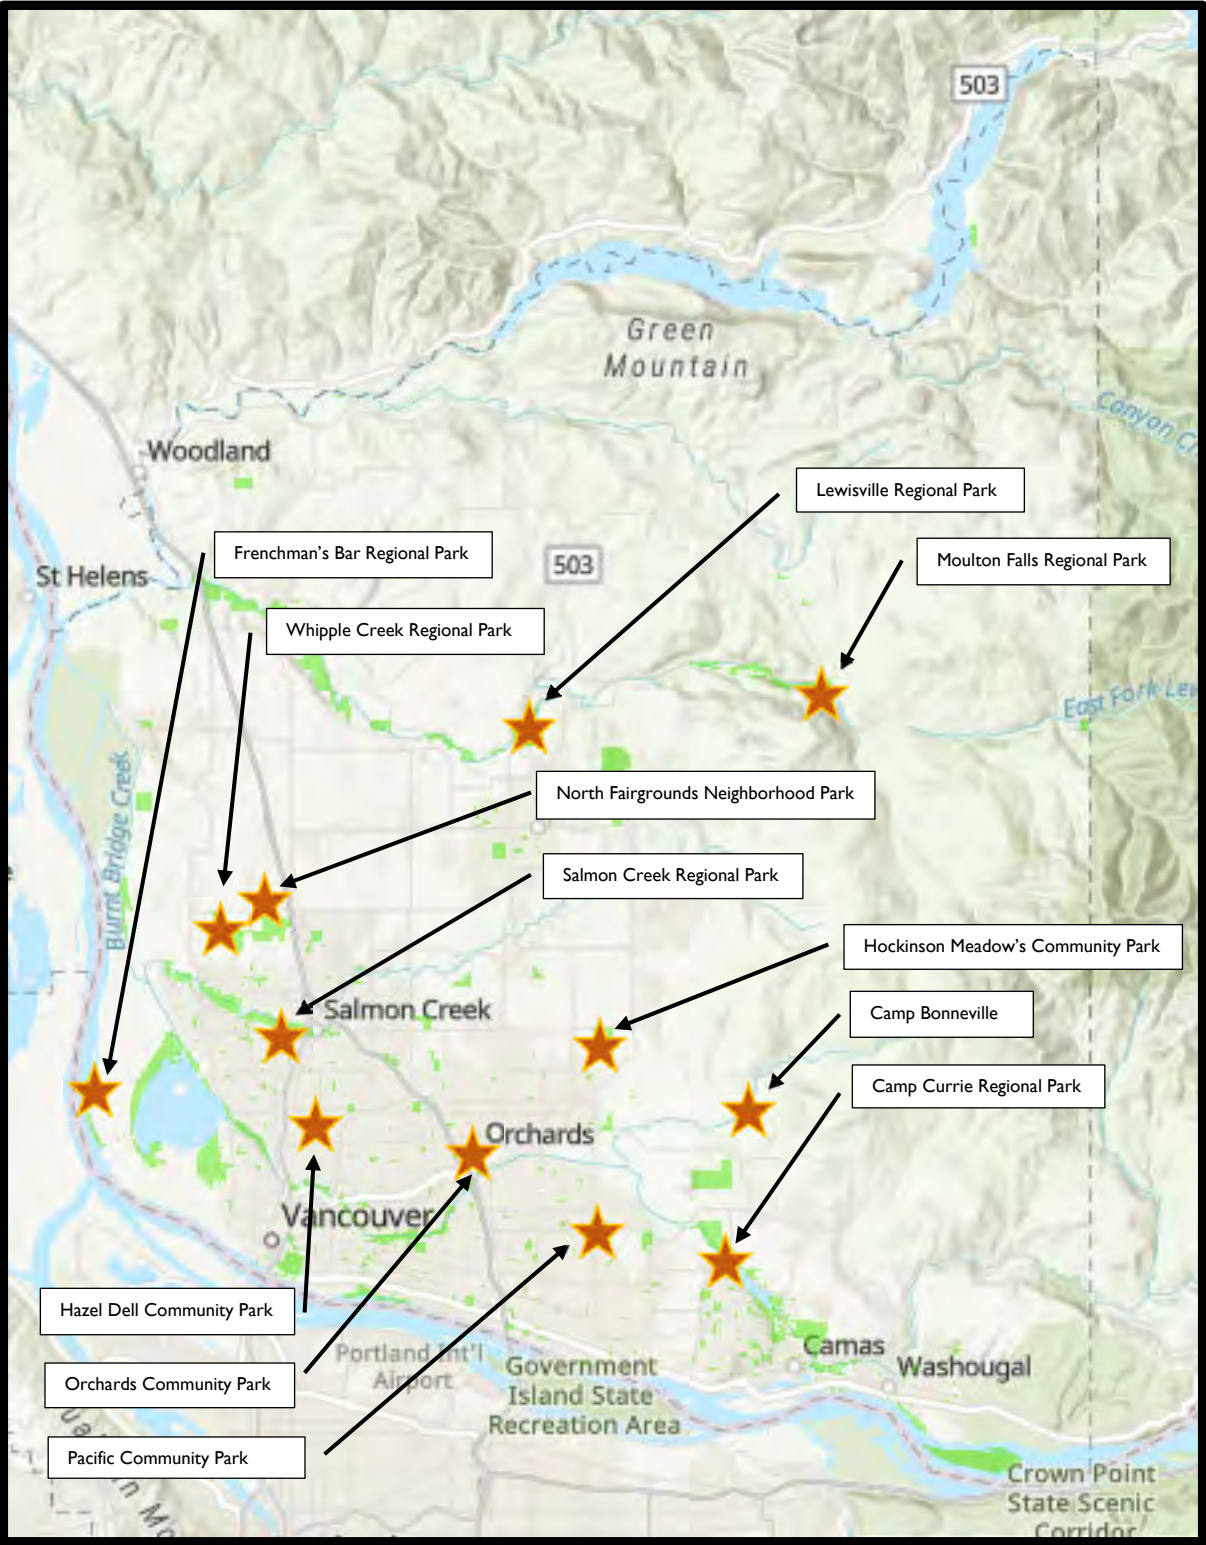 503
Green
Mountain
Canyon Cr
Woodland
Lewisville Regional Park
Frenchman's Bar Regional Park
503
Moulton Falls Regional Park
St Helens
Whipple Creek Regional Park
East Fork Lew
North Fairgrounds Neighborhood Park
Burnt Bridge Creek
Salmon Creek Regional Park
Hockinson Meadow's Community Park
Salmon Creek
Camp Bonneville
Camp Currie Regional Park
Orchards
Vancouver
Hazel Dell Community Park
Portland Int'l
Airport
Government
Island State
Recreation Area
Camas
Washougal
Orchards Community Park
Pacific Community Park
Crown Point
State Scenic
Corridor